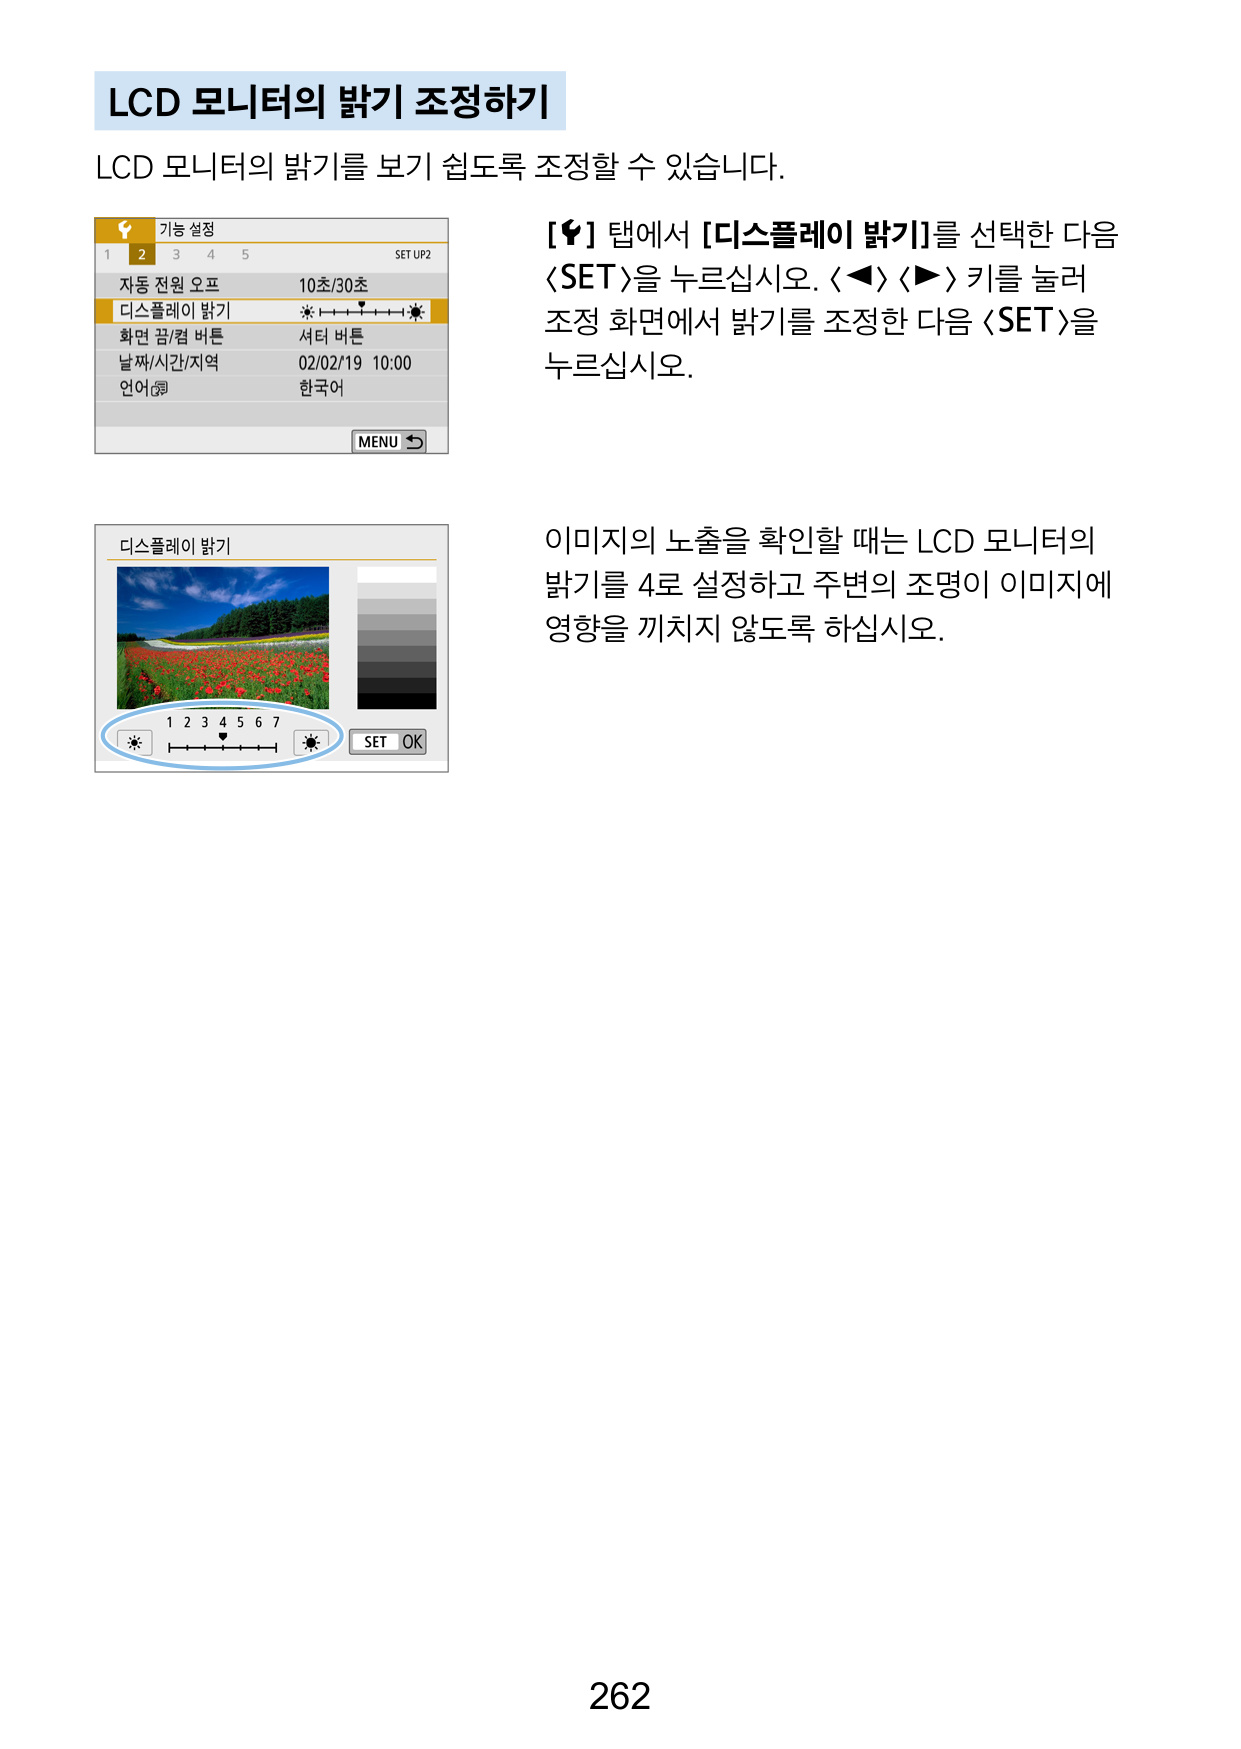 LCD 모니터의 밝기 조정하기
LCD 모니터의 밝기를 보기 쉽도록 조정할 수 있습니다.
기능 설정
1 2 3 4 5 SET UP2
자동 전원 오프 10초/30초
디스플레이 밝기
화면 끔/켬 버튼 셔터 버튼
날짜/시간/지역 02/02/'19 10:00
언어 한국어
MENU
[] 탭에서 [디스플레이 밝기]를 선택한 다음
〈SET〉을 누르십시오. 〈◀〉〈▶〉 키를 눌러
조정 화면에서 밝기를 조정한 다음 〈SET〉을
누르십시오.
디스플레이 밝기
1 2 3 4 5 6 7
SET OK
이미지의 노출을 확인할 때는 LCD 모니터의
밝기를 4로 설정하고 주변의 조명이 이미지에
영향을 끼치지 않도록 하십시오.
262